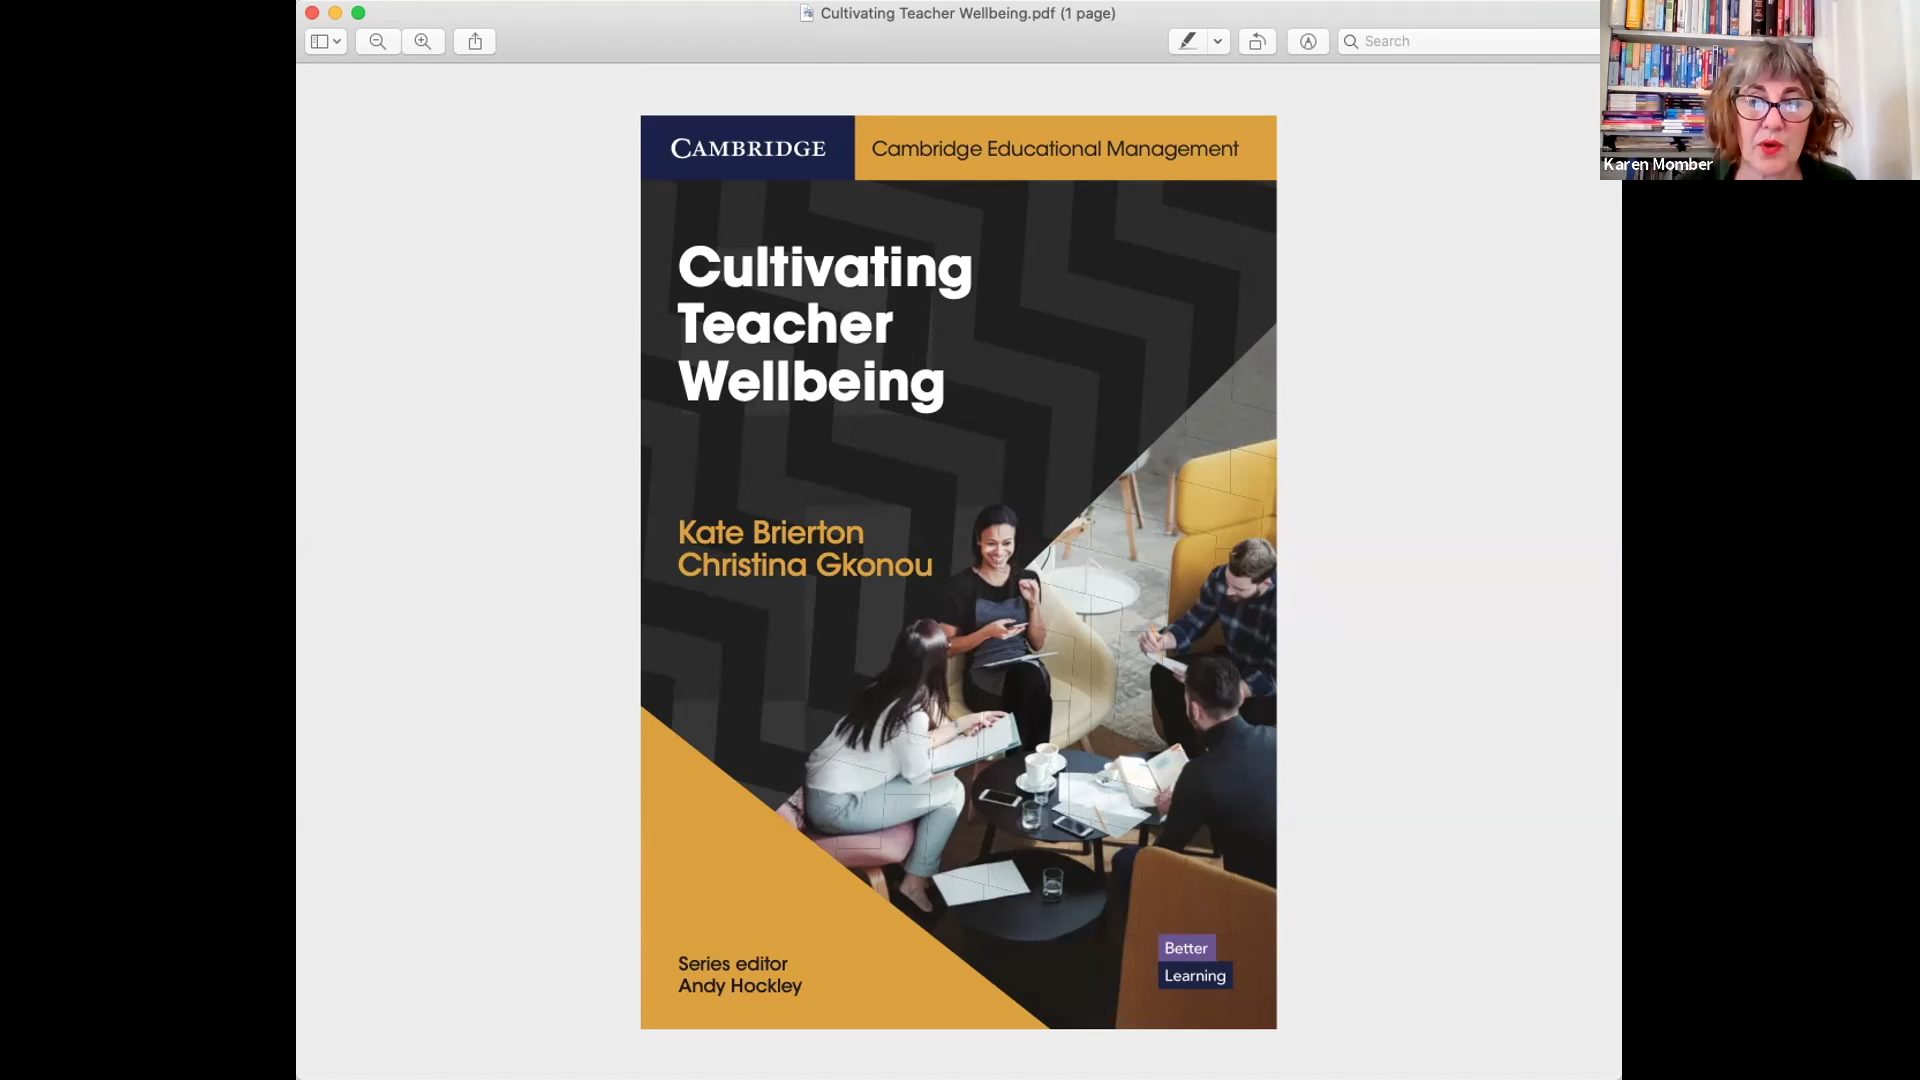 Cultivating Teacher Wellbeing.pdf (1 page)
Search
Karen Momber
CAMBRIDGE
Cambridge Educational Management
Cultivating
Teacher
Wellbeing
Kate Brierton
Christina Gkonou
Series editor
Andy Hockley
Better
Learning